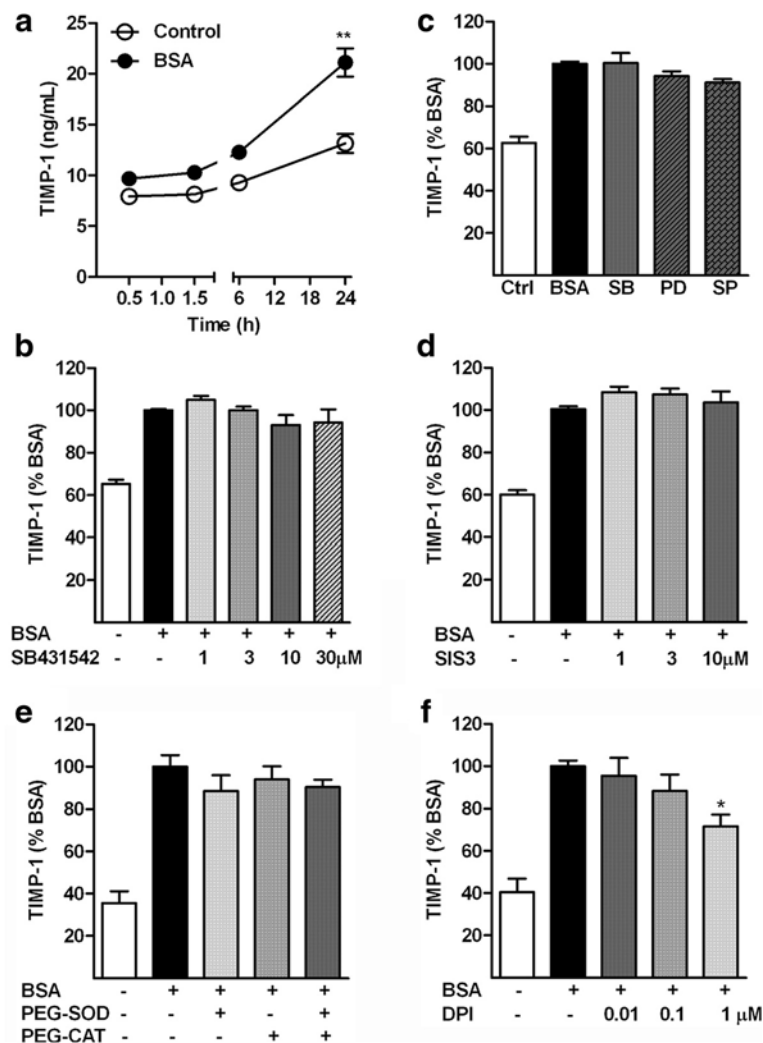 a
Control
BSA
**
TIMP-1 (ng/mL)
25
20
15
10
5
0
0.5 1.0 1.5 6 12 18 24
Time (h)
c
TIMP-1 (% BSA)
120
100
80
60
40
20
Ctrl BSA SB PD SP
b
TIMP-1 (% BSA)
120
100
80
60
40
20
BSA - + + + + +
SB431542 - - 1 3 10 30μM
d
TIMP-1 (% BSA)
120
100
80
60
40
20
BSA - + + + +
SIS3 - - 1 3 10μM
e
TIMP-1 (% BSA)
120
100
80
60
40
20
BSA - + + + +
PEG-SOD - - + - +
PEG-CAT - - - + +
f
TIMP-1 (% BSA)
120
100
80
60
40
20
*
BSA - + + + +
DPI - - 0.01 0.1 1 μM